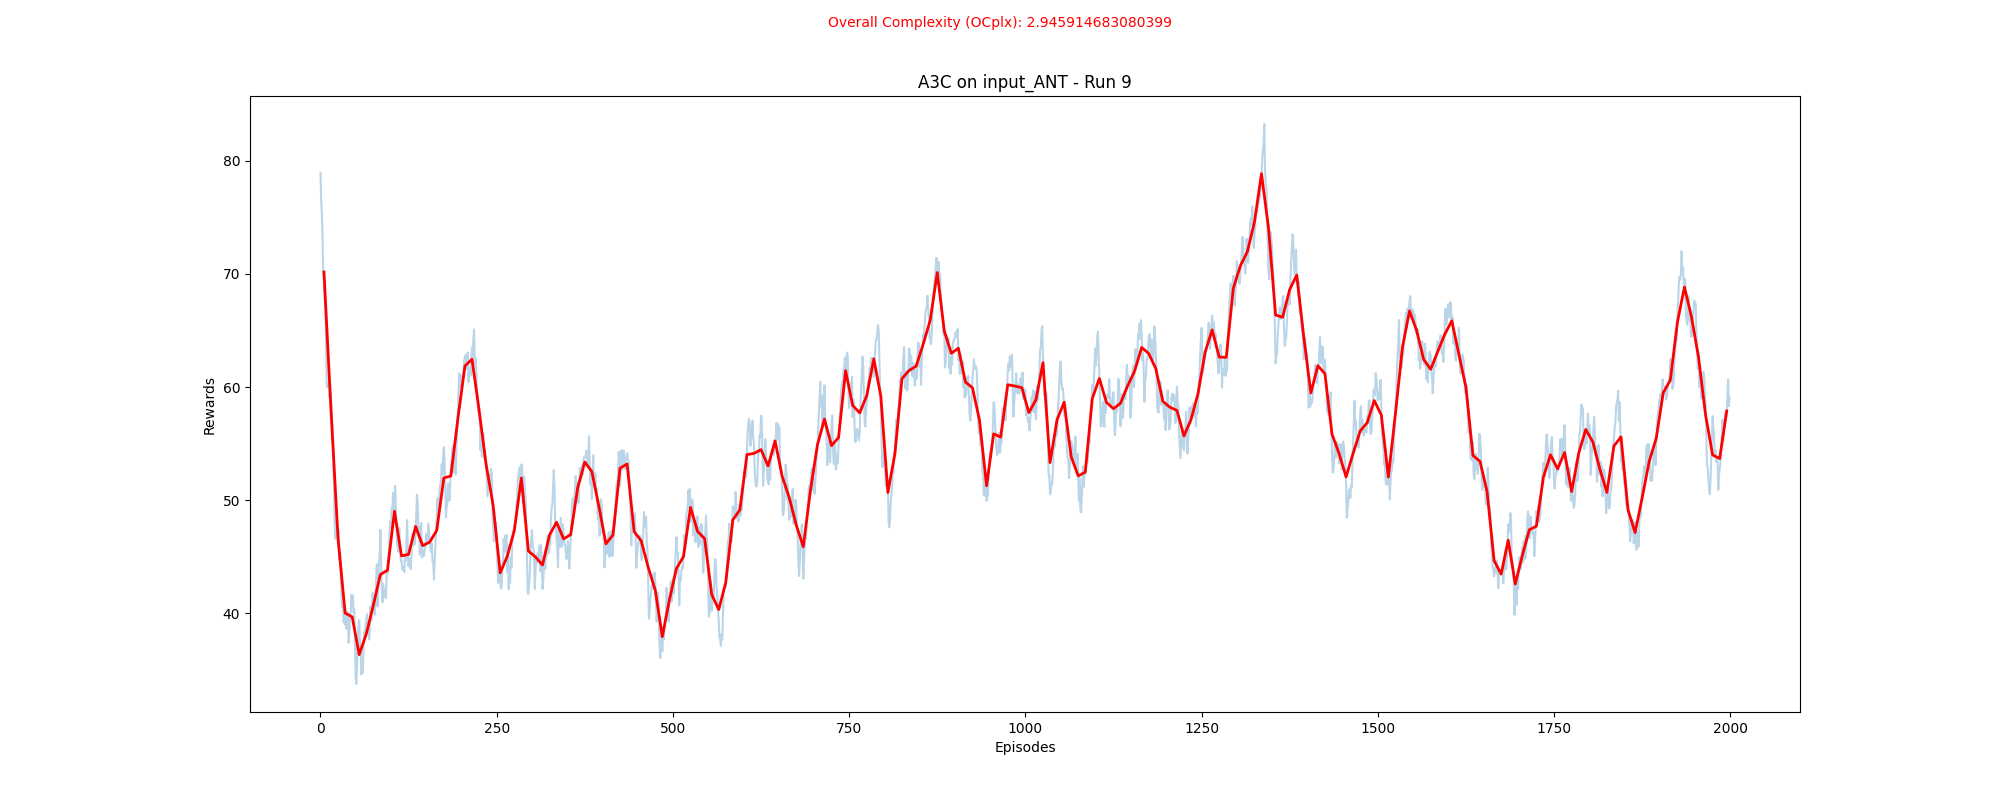 Overall Complexity (OCplx): 2.945914683080399
A3C on input_ANT - Run 9
Rewards
80
70
60
50
40
0 250 500 750 1000 1250 1500 1750 2000
Episodes